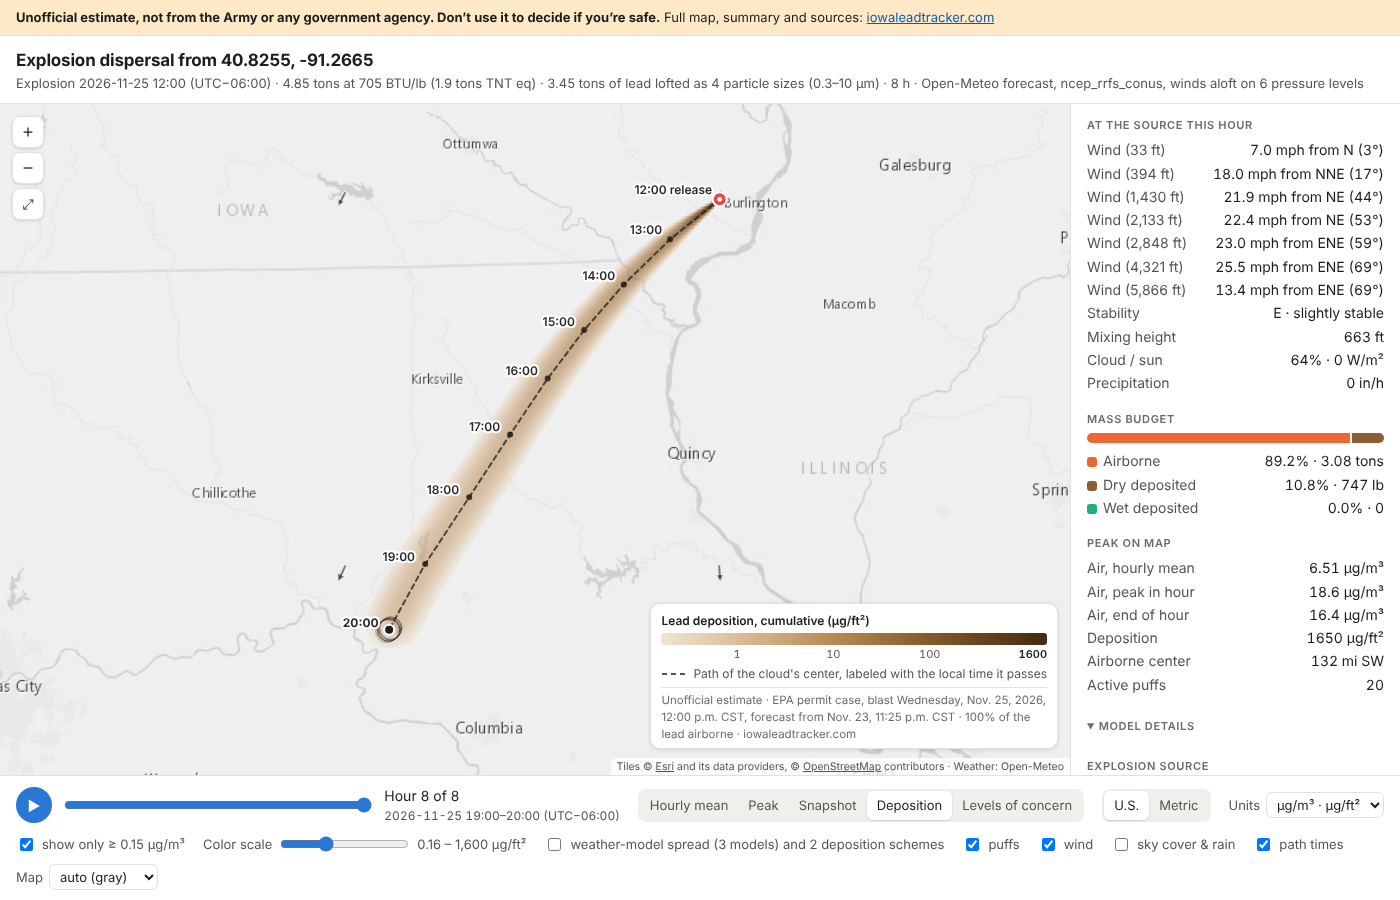 Unofficial estimate, not from the Army or any government agency. Don’t use it to decide if you’re safe. Full map, summary and sources: iowaleadtracker.com
Explosion dispersal from 40.8255, -91.2665
Explosion 2026-11-25 12:00 (UTC−06:00) · 4.85 tons at 705 BTU/lb (1.9 tons TNT eq) · 3.45 tons of lead lofted as 4 particle sizes (0.3–10 µm) · 8 h · Open-Meteo forecast, ncep_rrfs_conus, winds aloft on 6 pressure levels
+
−
Ottumwa
Galesburg
IOWA
12:00 release
Burlington
13:00
14:00
15:00
Macomb
16:00
Kirksville
17:00
Quincy
ILLINOIS
18:00
Chillicothe
Sprin
19:00
20:00
as City
Columbia
P
Lead deposition, cumulative (µg/ft²)
1 10 100 1600
Path of the cloud's center, labeled with the local time it passes
Unofficial estimate · EPA permit case, blast Wednesday, Nov. 25, 2026,
12:00 p.m. CST, forecast from Nov. 23, 11:25 p.m. CST · 100% of the
lead airborne · iowaleadtracker.com
Tiles © Esri and its data providers, © OpenStreetMap contributors · Weather: Open-Meteo
AT THE SOURCE THIS HOUR
Wind (33 ft) 7.0 mph from N (3°)
Wind (394 ft) 18.0 mph from NNE (17°)
Wind (1,430 ft) 21.9 mph from NE (44°)
Wind (2,133 ft) 22.4 mph from NE (53°)
Wind (2,848 ft) 23.0 mph from ENE (59°)
Wind (4,321 ft) 25.5 mph from ENE (69°)
Wind (5,866 ft) 13.4 mph from ENE (69°)
Stability E · slightly stable
Mixing height 663 ft
Cloud / sun 64% · 0 W/m²
Precipitation 0 in/h
MASS BUDGET
Airborne 89.2% · 3.08 tons
Dry deposited 10.8% · 747 lb
Wet deposited 0.0% · 0
PEAK ON MAP
Air, hourly mean 6.51 µg/m³
Air, peak in hour 18.6 µg/m³
Air, end of hour 16.4 µg/m³
Deposition 1650 µg/ft²
Airborne center 132 mi SW
Active puffs 20
▼ MODEL DETAILS
EXPLOSION SOURCE
Hour 8 of 8
2026-11-25 19:00–20:00 (UTC−06:00)
Hourly mean Peak Snapshot Deposition Levels of concern
U.S. Metric
Units µg/m³ · µg/ft²
show only ≥ 0.15 µg/m³ Color scale 0.16 – 1,600 µg/ft² weather-model spread (3 models) and 2 deposition schemes puffs wind sky cover & rain path times
Map auto (gray)